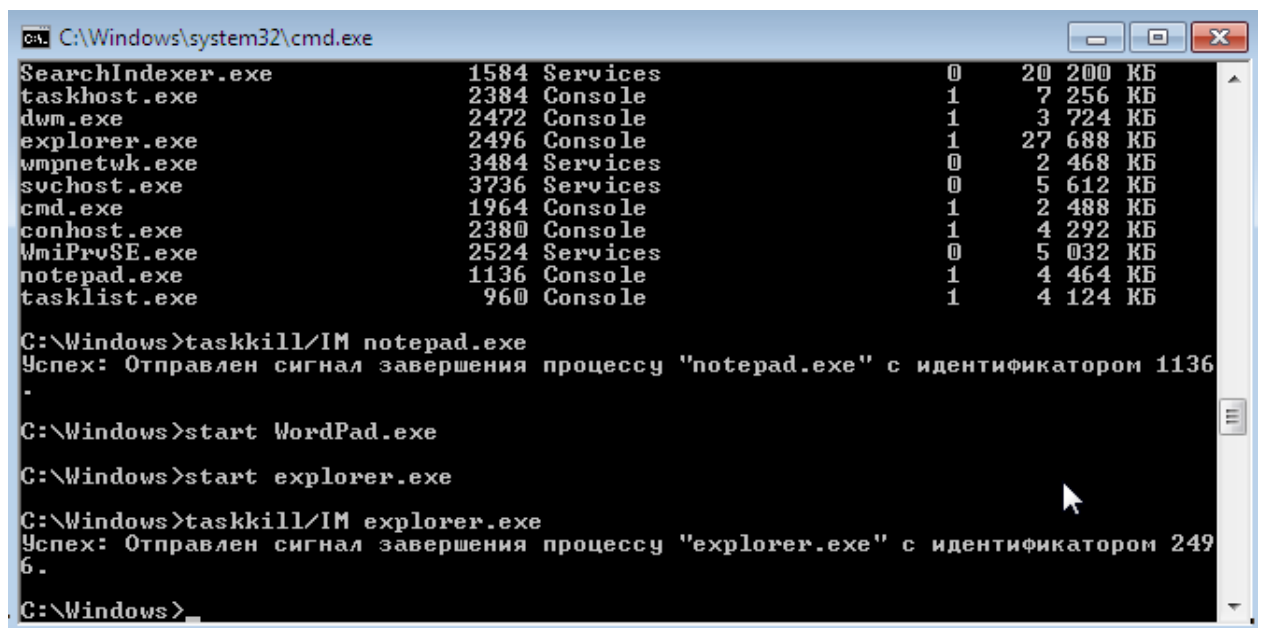 C:\Windows\system32\cmd.exe
SearchIndexer.exe 1584 Services 0 20 200 КБ
taskhost.exe 2384 Console 1 7 256 КБ
dwm.exe 2472 Console 1 3 724 КБ
explorer.exe 2496 Console 1 27 688 КБ
wmpnetwk.exe 3484 Services 0 2 468 КБ
svchost.exe 3736 Services 0 5 612 КБ
cmd.exe 1964 Console 1 2 488 КБ
conhost.exe 2380 Console 1 4 292 КБ
WmiPrvSE.exe 2524 Services 0 5 032 КБ
notepad.exe 1136 Console 1 4 464 КБ
tasklist.exe 960 Console 1 4 124 КБ
C:\Windows>taskkill/IM notepad.exe
Успех: Отправлен сигнал завершения процессу "notepad.exe" с идентификатором 1136
.
C:\Windows>start WordPad.exe
C:\Windows>start explorer.exe
C:\Windows>taskkill/IM explorer.exe
Успех: Отправлен сигнал завершения процессу "explorer.exe" с идентификатором 249
6.
C:\Windows>_